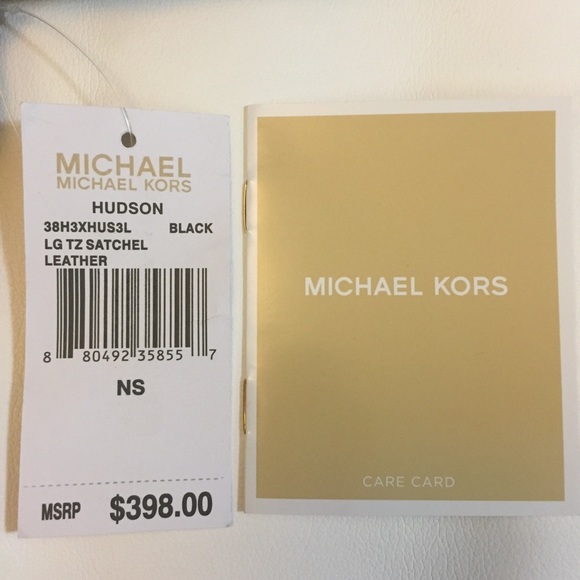 MICHAEL
MICHAEL KORS
HUDSON
38H3XHUS3L BLACK
LG TZ SATCHEL
LEATHER
8 80492 35855 7
NS
MSRP $398.00
MICHAEL KORS
CARE CARD